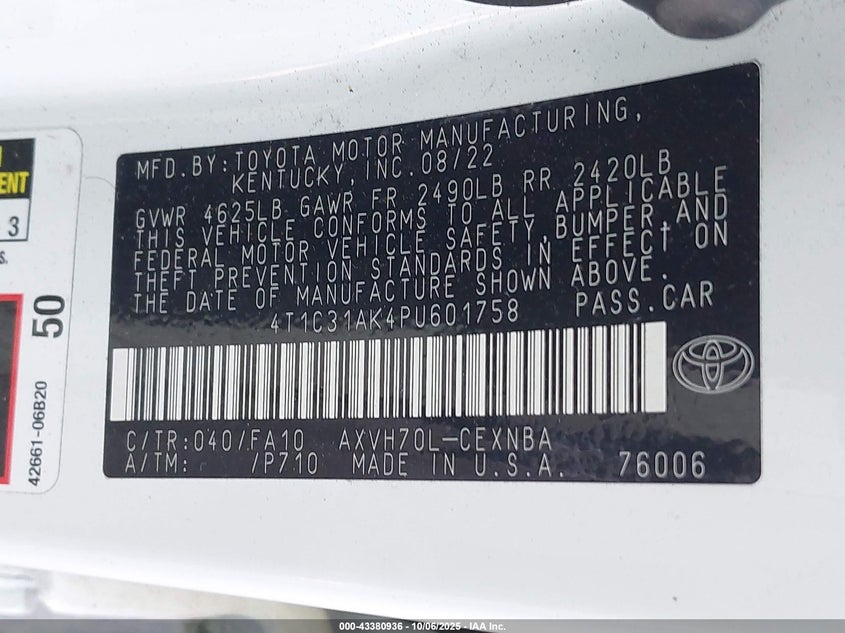 MFD.BY:TOYOTA MOTOR MANUFACTURING,
KENTUCKY, INC.08/22
GVWR 4625LB GAWR FR 2490LB RR 2420LB
THIS VEHICLE CONFORMS TO ALL APPLICABLE
FEDERAL MOTOR VEHICLE SAFETY,BUMPER,AND
THEFT PREVENTION STANDARDS IN EFFECT ON
THE DATE OF MANUFACTURE SHOWN ABOVE.
4T1C31AK4PU601758 PASS.CAR
C/TR:040/FA10 AXVH70L-CEXNBA
A/TM: /P710 MADE IN U.S.A. 76006
3
50
42661-06B20
000-43380936 - 10/06/2025 - IAA Inc.